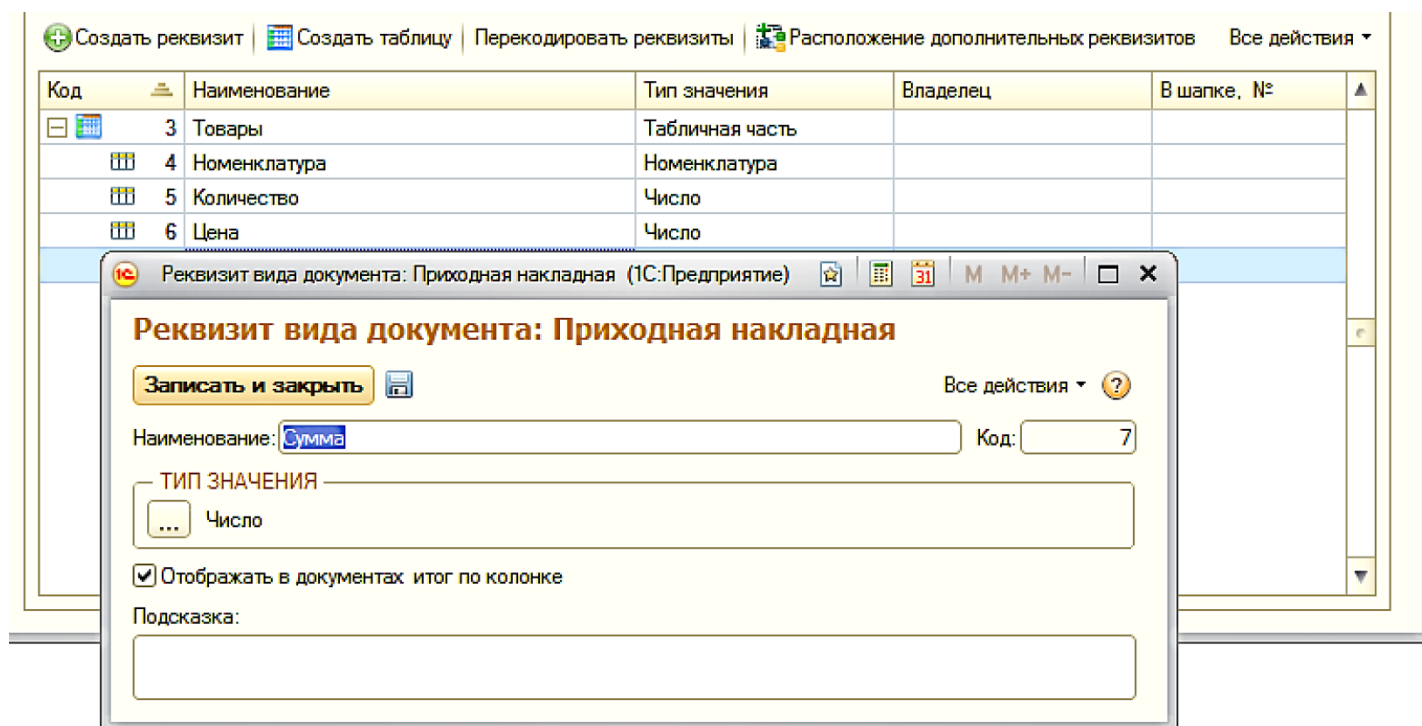 Создать реквизит Создать таблицу Перекодировать реквизиты Расположение дополнительных реквизитов Все действия
Код Наименование Тип значения Владелец В шапке, №
3 Товары Табличная часть
4 Номенклатура Номенклатура
5 Количество Число
6 Цена Число
1С Реквизит вида документа: Приходная накладная (1С:Предприятие) 31 M M+ M-
Реквизит вида документа: Приходная накладная
Записать и закрыть Все действия ?
Наименование: Сумма Код: 7
ТИП ЗНАЧЕНИЯ
... Число
Отображать в документах итог по колонке
Подсказка: